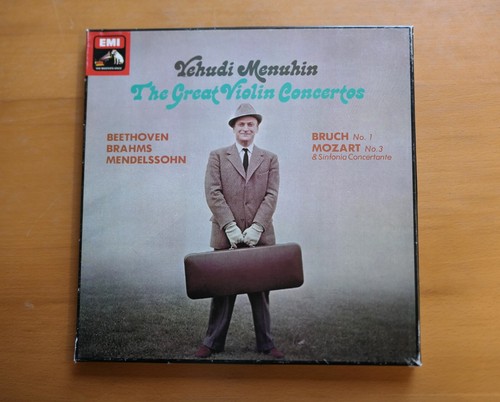 EMI
Yehudi Menuhin
The Great Violin Concertos
BEETHOVEN
BRAHMS
MENDELSSOHN
BRUCH No. 1
MOZART No.3
& Sinfonia Concertante